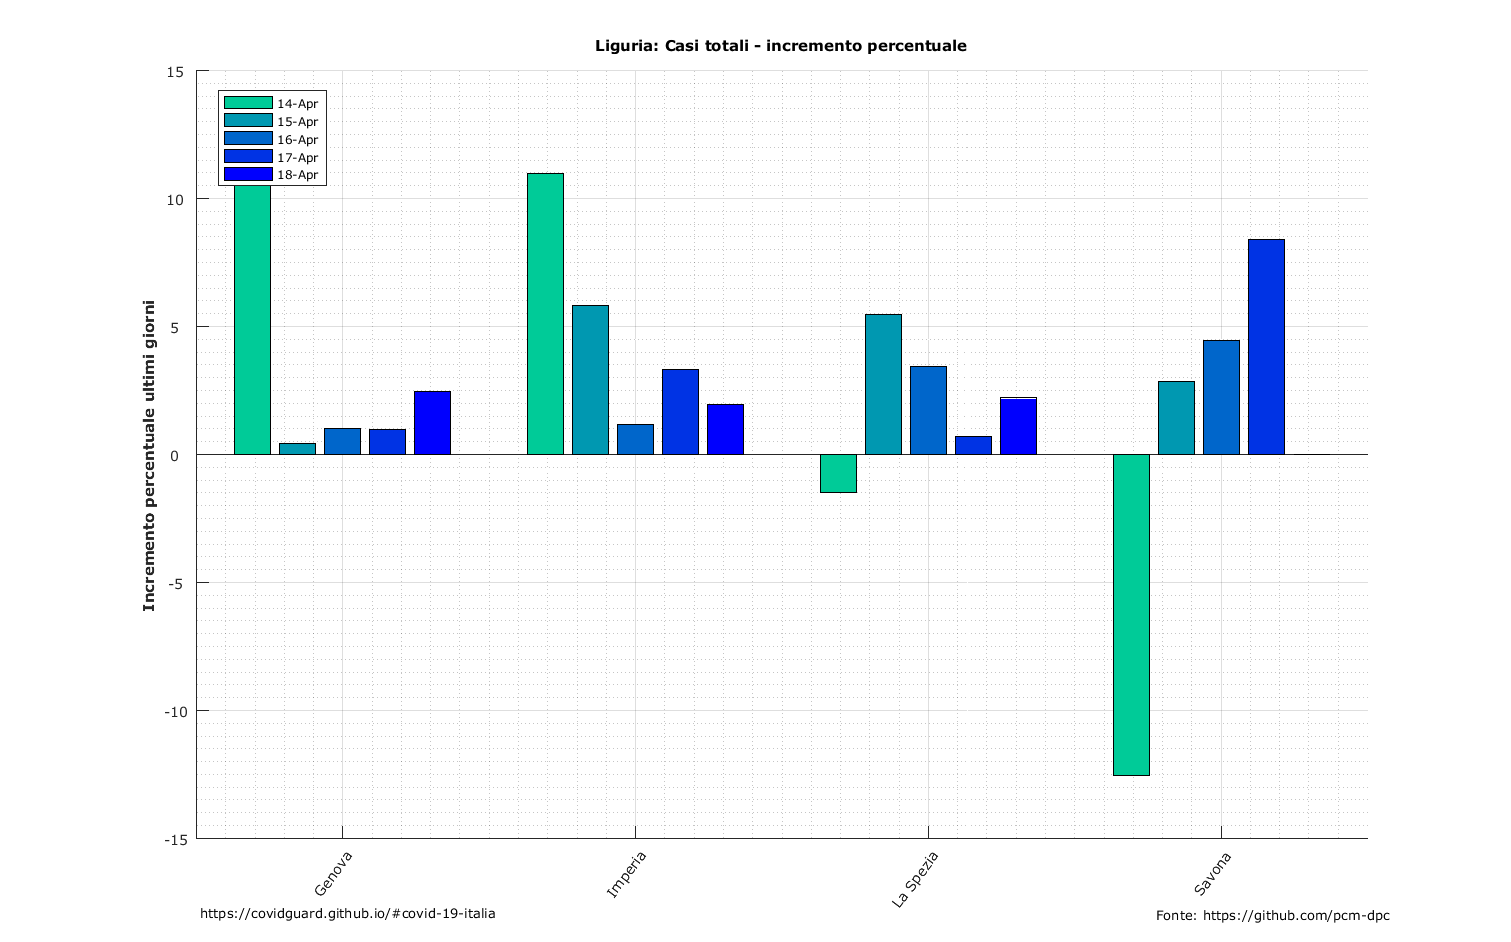 Liguria: Casi totali - incremento percentuale
Incremento percentuale ultimi giorni
15
10
5
0
-5
-10
-15
14-Apr
15-Apr
16-Apr
17-Apr
18-Apr
Genova
Imperia
La Spezia
Savona
https://covidguard.github.io/#covid-19-italia
Fonte: https://github.com/pcm-dpc